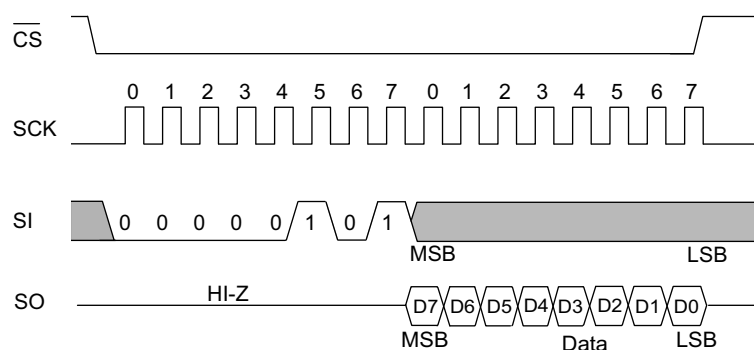 CS
0 1 2 3 4 5 6 7 0 1 2 3 4 5 6 7
SCK
SI 0 0 0 0 0 1 0 1
MSB LSB
HI-Z
SO D7 D6 D5 D4 D3 D2 D1 D0
MSB Data LSB